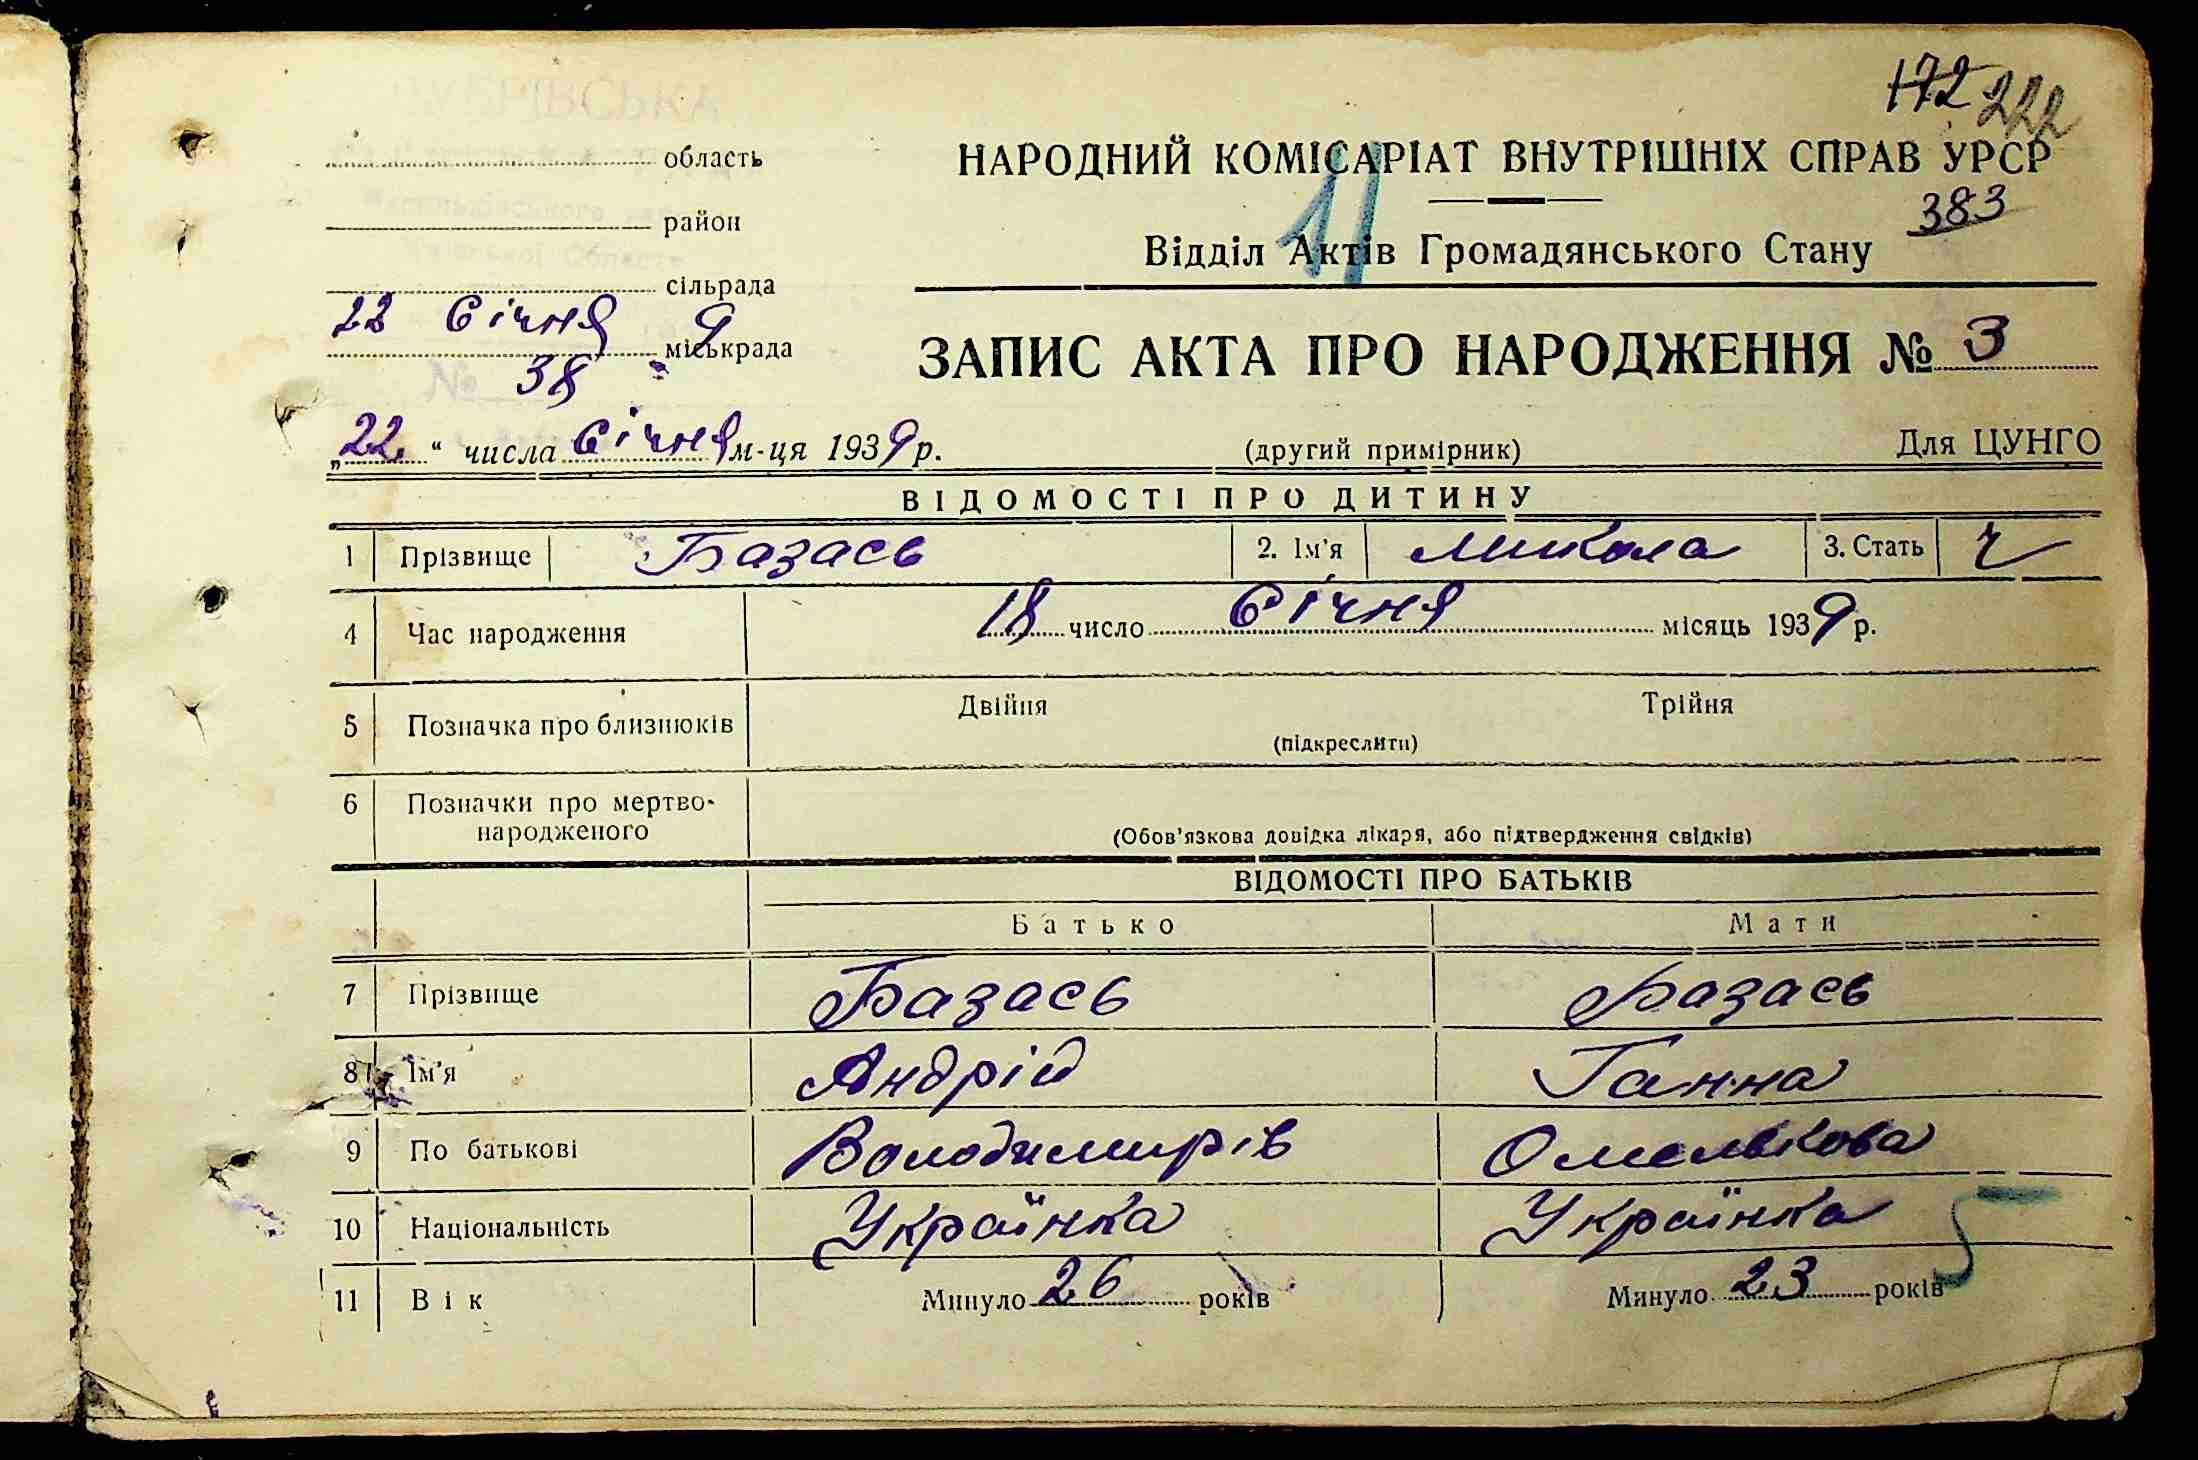 172 222
область
НАРОДНИЙ КОМІСАРІАТ ВНУТРІШНІХ СПРАВ УРСР
район
383
11
Відділ Актів Громадянського Стану
сільрада
22 Січня 9
міськрада
38
ЗАПИС АКТА ПРО НАРОДЖЕННЯ № 3
„22“ числа Січня м-ця 1939 р.
(другий примірник)
Для ЦУНГО
ВІДОМОСТІ ПРО ДИТИНУ
1 Прізвище Базась 2. Ім'я Микола 3. Стать ч
4 Час народження 18 число Січня місяць 1939 р.
5 Позначка про близнюків Двійня Трійня
(підкреслити)
6 Позначки про мертво-
народженого
(Обов'язкова довідка лікаря, або підтвердження свідків)
ВІДОМОСТІ ПРО БАТЬКІВ
Батько Мати
7 Прізвище Базась Базась
8 Ім'я Андрій Ганна
9 По батькові Володимирів Омелькова
10 Національність Українка Українка 5
11 Вік Минуло 26 років Минуло 23 років